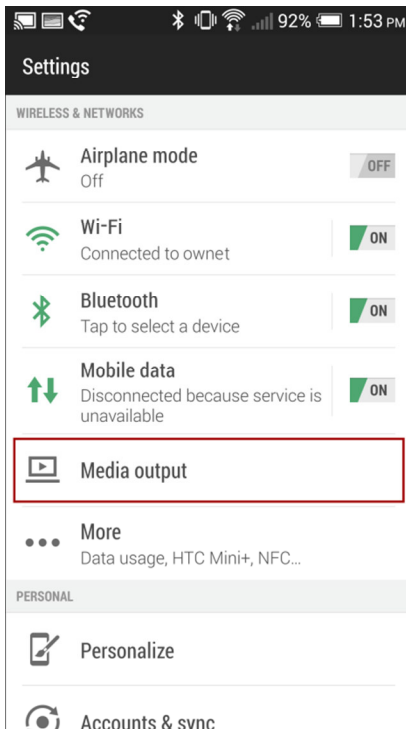 92% 1:53 PM
Settings
WIRELESS & NETWORKS
Airplane mode
Off
OFF
Wi-Fi
Connected to ownet
ON
Bluetooth
Tap to select a device
ON
Mobile data
Disconnected because service is
unavailable
ON
Media output
More
Data usage, HTC Mini+, NFC...
PERSONAL
Personalize
Accounts & sync